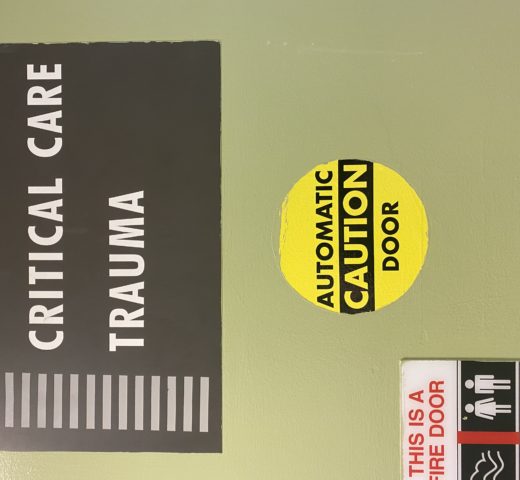 CRITICAL CARE
TRAUMA
AUTOMATIC
CAUTION
DOOR
THIS IS A
FIRE DOOR